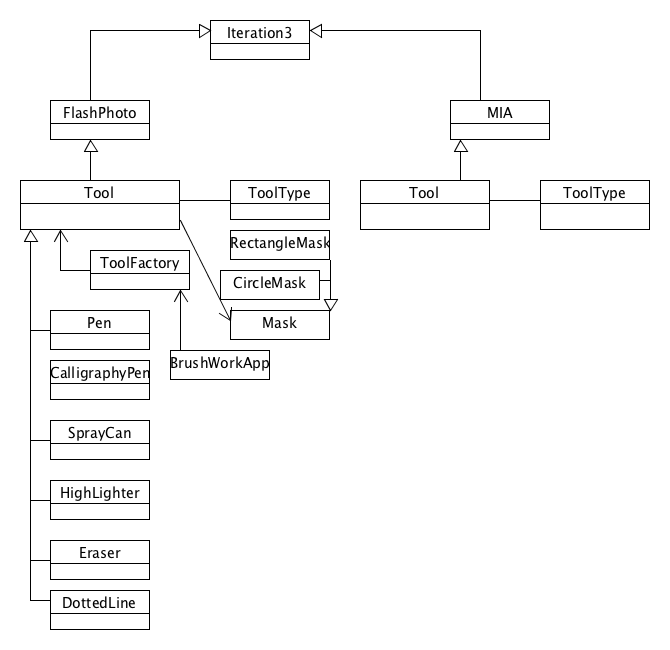 Iteration3
FlashPhoto
MIA
Tool
ToolType
Tool
ToolType
RectangleMask
ToolFactory
CircleMask
Pen
Mask
BrushWorkApp
CalligraphyPen
SprayCan
HighLighter
Eraser
DottedLine